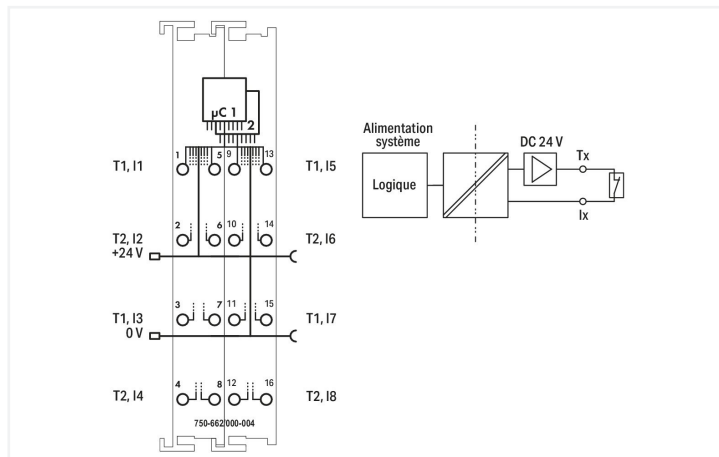 µC 1
2
1 5 9 13
T1, I1
T1, I5
2 6 10 14
T2, I2
+24 V
T2, I6
3 7 11 15
T1, I3
0 V
T1, I7
4 8 12 16
T2, I4
T2, I8
750-662/000-004
Alimentation
système
Logique
DC 24 V
Tx
Ix